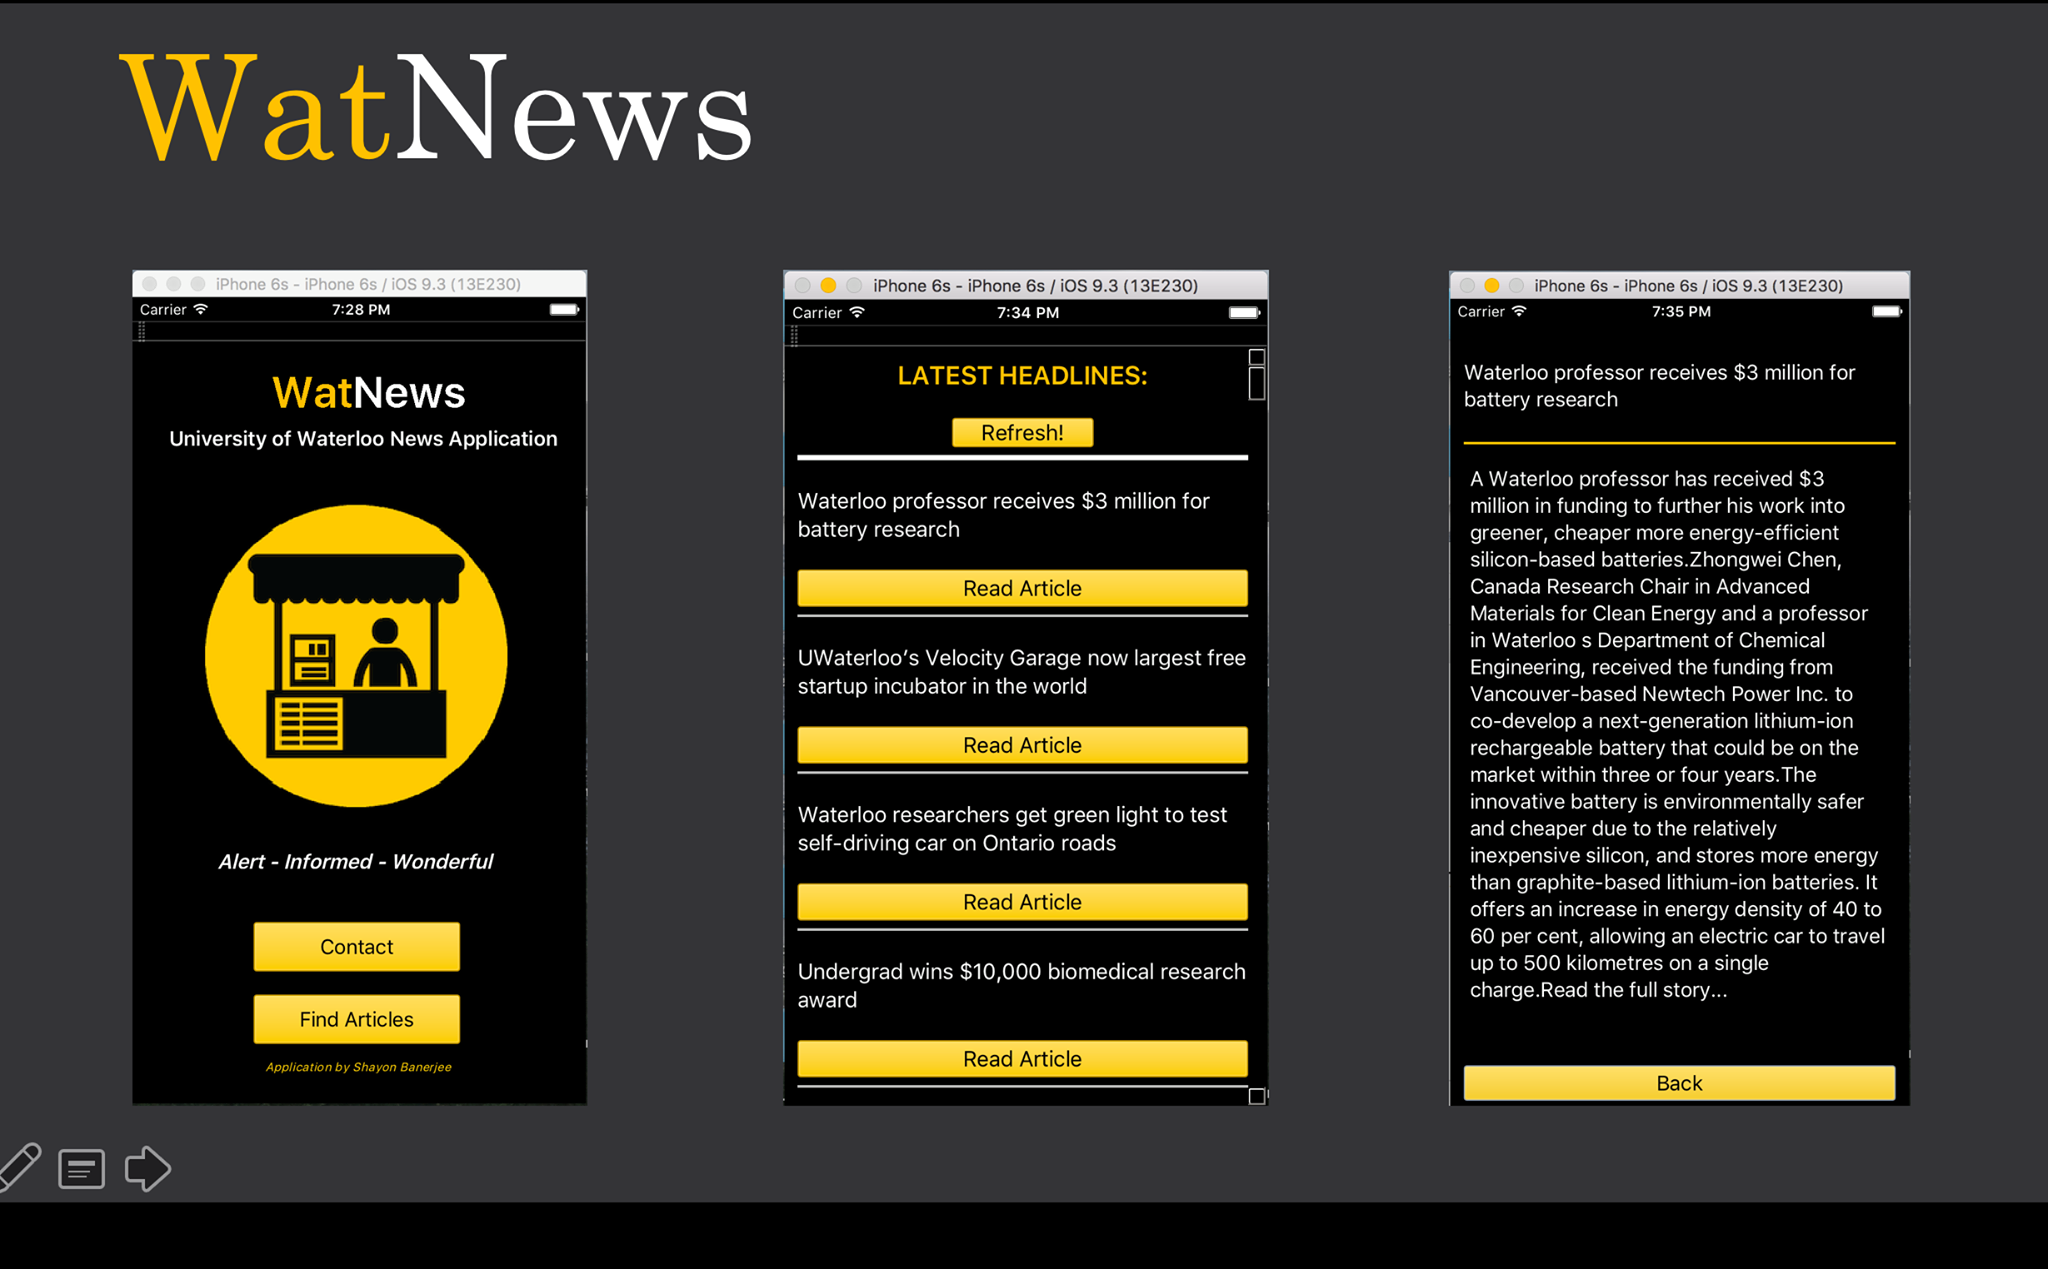 WatNews
iPhone 6s - iPhone 6s / iOS 9.3 (13E230)
Carrier 7:28 PM
WatNews
University of Waterloo News Application
Alert - Informed - Wonderful
Contact
Find Articles
Application by Shayon Banerjee
iPhone 6s - iPhone 6s / iOS 9.3 (13E230)
Carrier 7:34 PM
LATEST HEADLINES:
Refresh!
Waterloo professor receives $3 million for
battery research
Read Article
UWaterloo’s Velocity Garage now largest free
startup incubator in the world
Read Article
Waterloo researchers get green light to test
self-driving car on Ontario roads
Read Article
Undergrad wins $10,000 biomedical research
award
Read Article
iPhone 6s - iPhone 6s / iOS 9.3 (13E230)
Carrier 7:35 PM
Waterloo professor receives $3 million for
battery research
A Waterloo professor has received $3
million in funding to further his work into
greener, cheaper more energy-efficient
silicon-based batteries.Zhongwei Chen,
Canada Research Chair in Advanced
Materials for Clean Energy and a professor
in Waterloo s Department of Chemical
Engineering, received the funding from
Vancouver-based Newtech Power Inc. to
co-develop a next-generation lithium-ion
rechargeable battery that could be on the
market within three or four years.The
innovative battery is environmentally safer
and cheaper due to the relatively
inexpensive silicon, and stores more energy
than graphite-based lithium-ion batteries. It
offers an increase in energy density of 40 to
60 per cent, allowing an electric car to travel
up to 500 kilometres on a single
charge.Read the full story...
Back